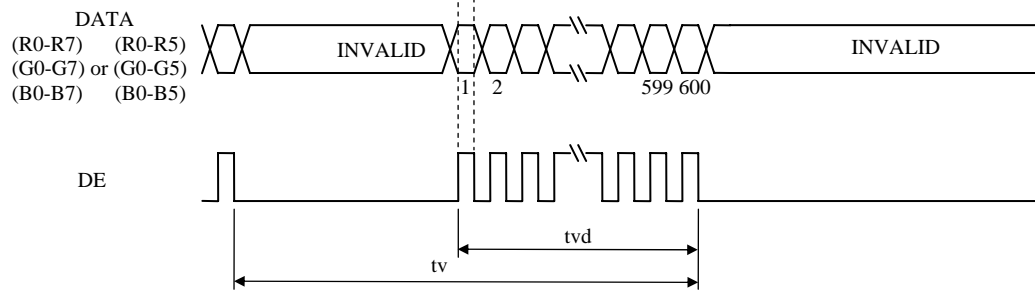 DATA
(R0-R7) (R0-R5)
(G0-G7) or (G0-G5)
(B0-B7) (B0-B5)
INVALID
INVALID
1 2 599 600
DE
tvd
tv